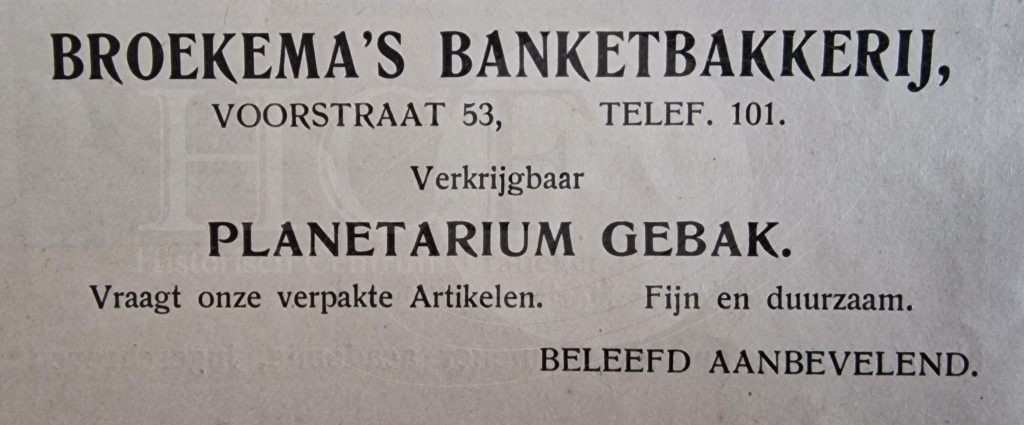 BROEKEMA'S BANKETBAKKERIJ,
VOORSTRAAT 53, TELEF. 101.
Verkrijgbaar
PLANETARIUM GEBAK.
Vraagt onze verpakte Artikelen. Fijn en duurzaam.
BELEEFD AANBEVELEND.